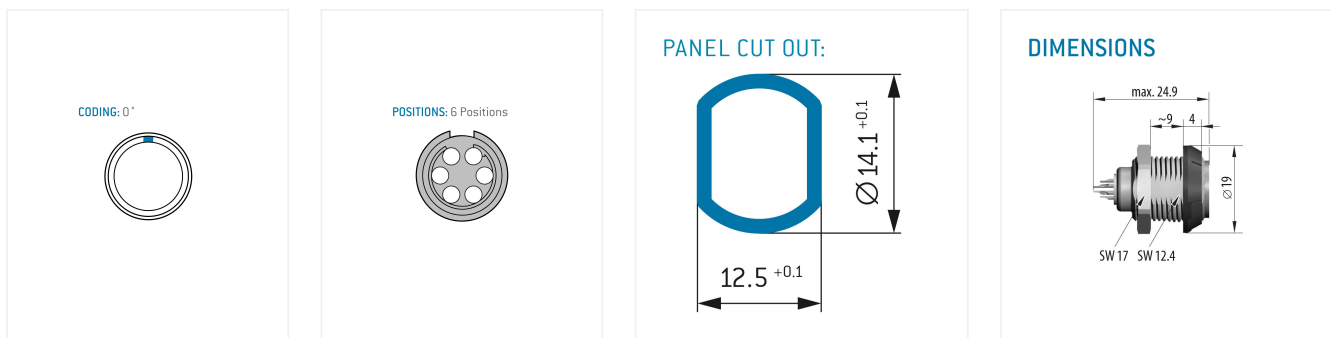 CODING: 0°
POSITIONS: 6 Positions
PANEL CUT OUT:
Ø14.1 +0.1
12.5 +0.1
DIMENSIONS
max. 24.9
~9 4
Ø19
SW 17 SW 12.4